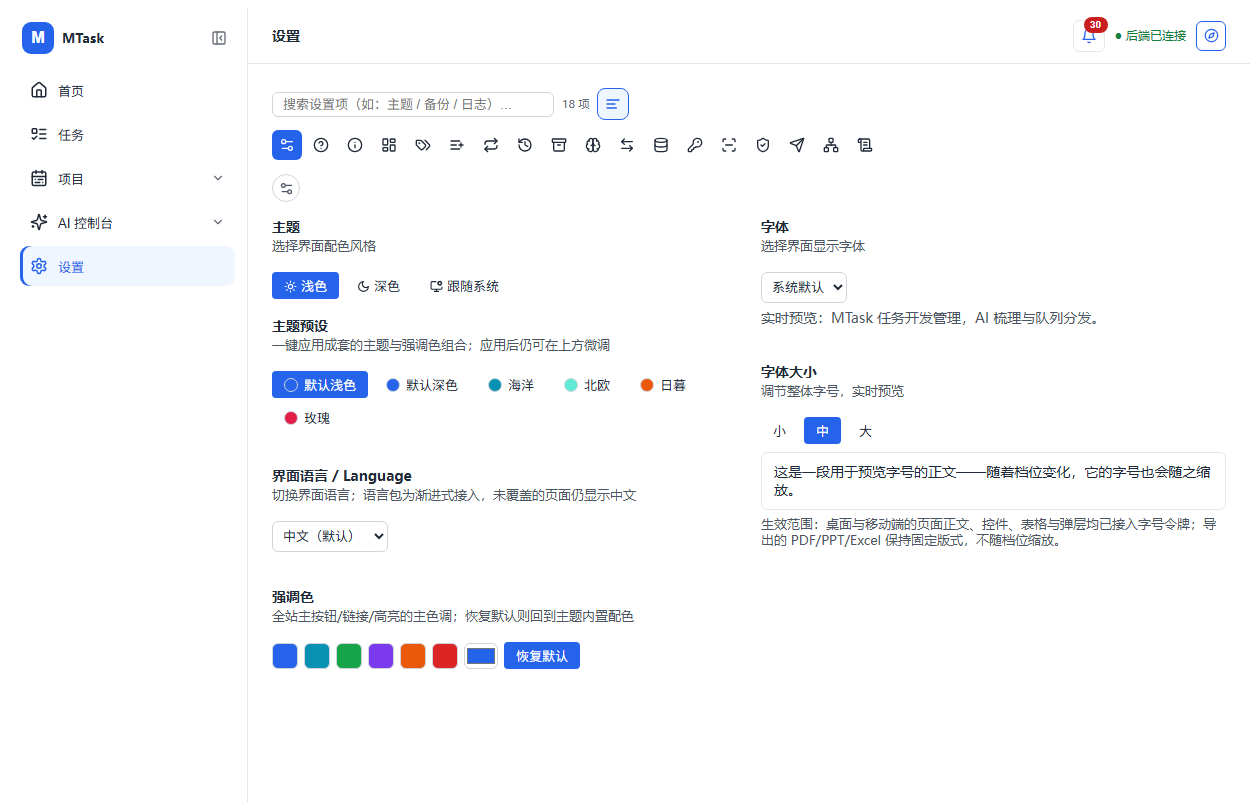 M MTask
首页
任务
项目
AI 控制台
设置
设置
30
后端已连接
搜索设置项（如：主题 / 备份 / 日志）…
18 项
主题
选择界面配色风格
浅色 深色 跟随系统
主题预设
一键应用成套的主题与强调色组合；应用后仍可在上方微调
默认浅色 默认深色 海洋 北欧 日暮
玫瑰
界面语言 / Language
切换界面语言；语言包为渐进式接入，未覆盖的页面仍显示中文
中文（默认）
强调色
全站主按钮/链接/高亮的主色调；恢复默认则回到主题内置配色
恢复默认
字体
选择界面显示字体
系统默认
实时预览：MTask 任务开发管理，AI 梳理与队列分发。
字体大小
调节整体字号，实时预览
小 中 大
这是一段用于预览字号的正文——随着档位变化，它的字号也会随之缩
放。
生效范围：桌面与移动端的页面正文、控件、表格与弹层均已接入字号令牌；导
出的 PDF/PPT/Excel 保持固定版式，不随档位缩放。